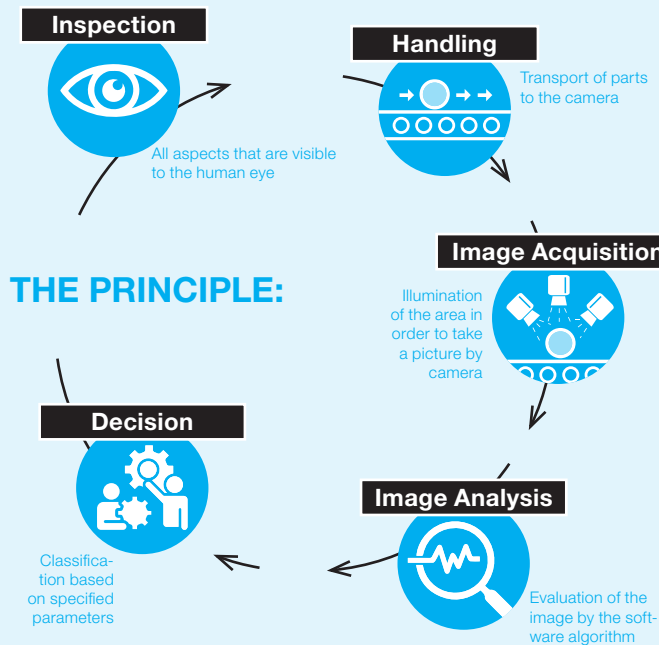 Inspection
All aspects that are visible
to the human eye
Handling
Transport of parts
to the camera
Image Acquisition
Illumination
of the area in
order to take
a picture by
camera
THE PRINCIPLE:
Image Analysis
Evaluation of the
image by the soft-
ware algorithm
Decision
Classifica-
tion based
on specified
parameters